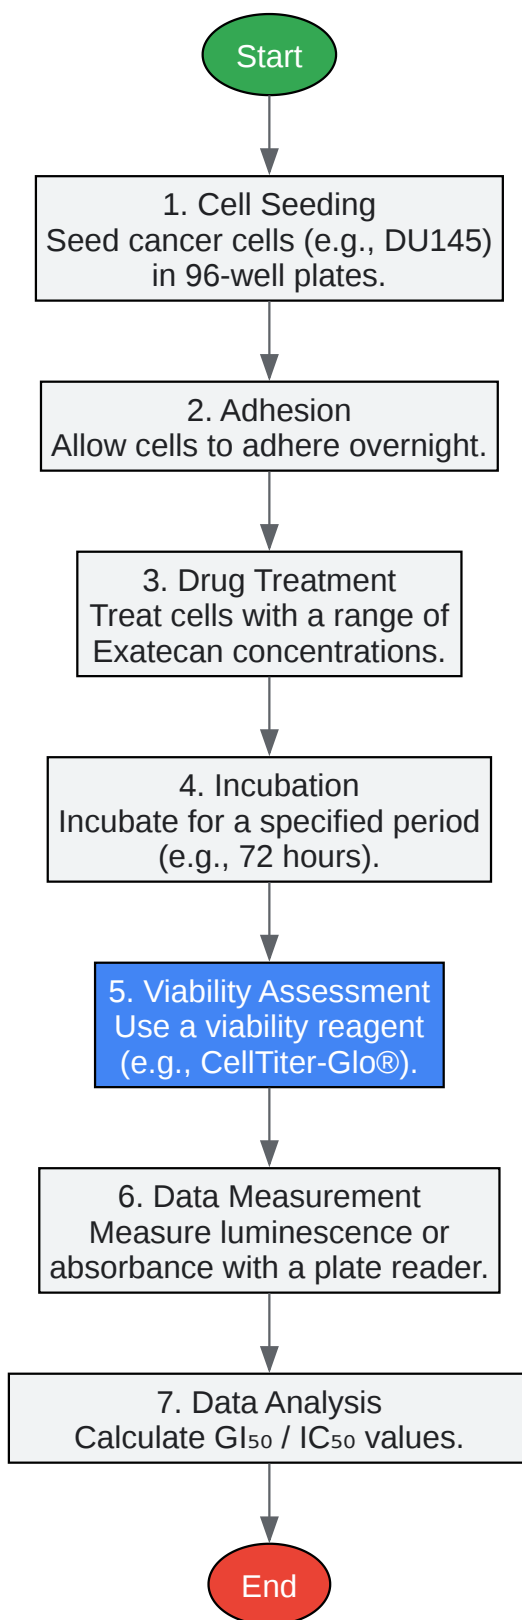 Start
1. Cell Seeding
Seed cancer cells (e.g., DU145)
in 96-well plates.
2. Adhesion
Allow cells to adhere overnight.
3. Drug Treatment
Treat cells with a range of
Exatecan concentrations.
4. Incubation
Incubate for a specified period
(e.g., 72 hours).
5. Viability Assessment
Use a viability reagent
(e.g., CellTiter-Glo®).
6. Data Measurement
Measure luminescence or
absorbance with a plate reader.
7. Data Analysis
Calculate GI₅₀ / IC₅₀ values.
End